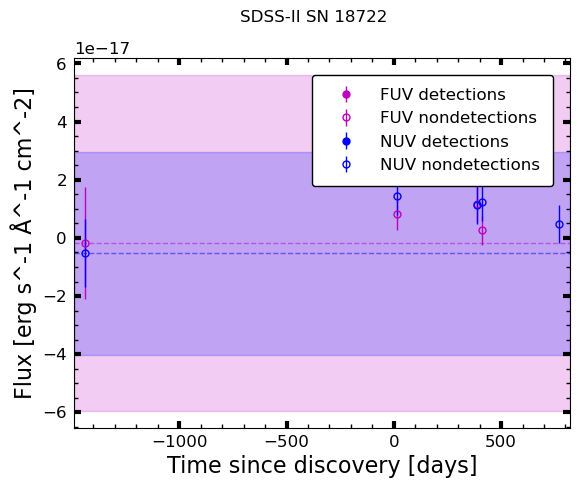 SDSS-II SN 18722
1e−17
6
4
2
0
−2
−4
−6
Flux [erg s^-1 Å^-1 cm^-2]
FUV detections
FUV nondetections
NUV detections
NUV nondetections
−1000
−500
0
500
Time since discovery [days]